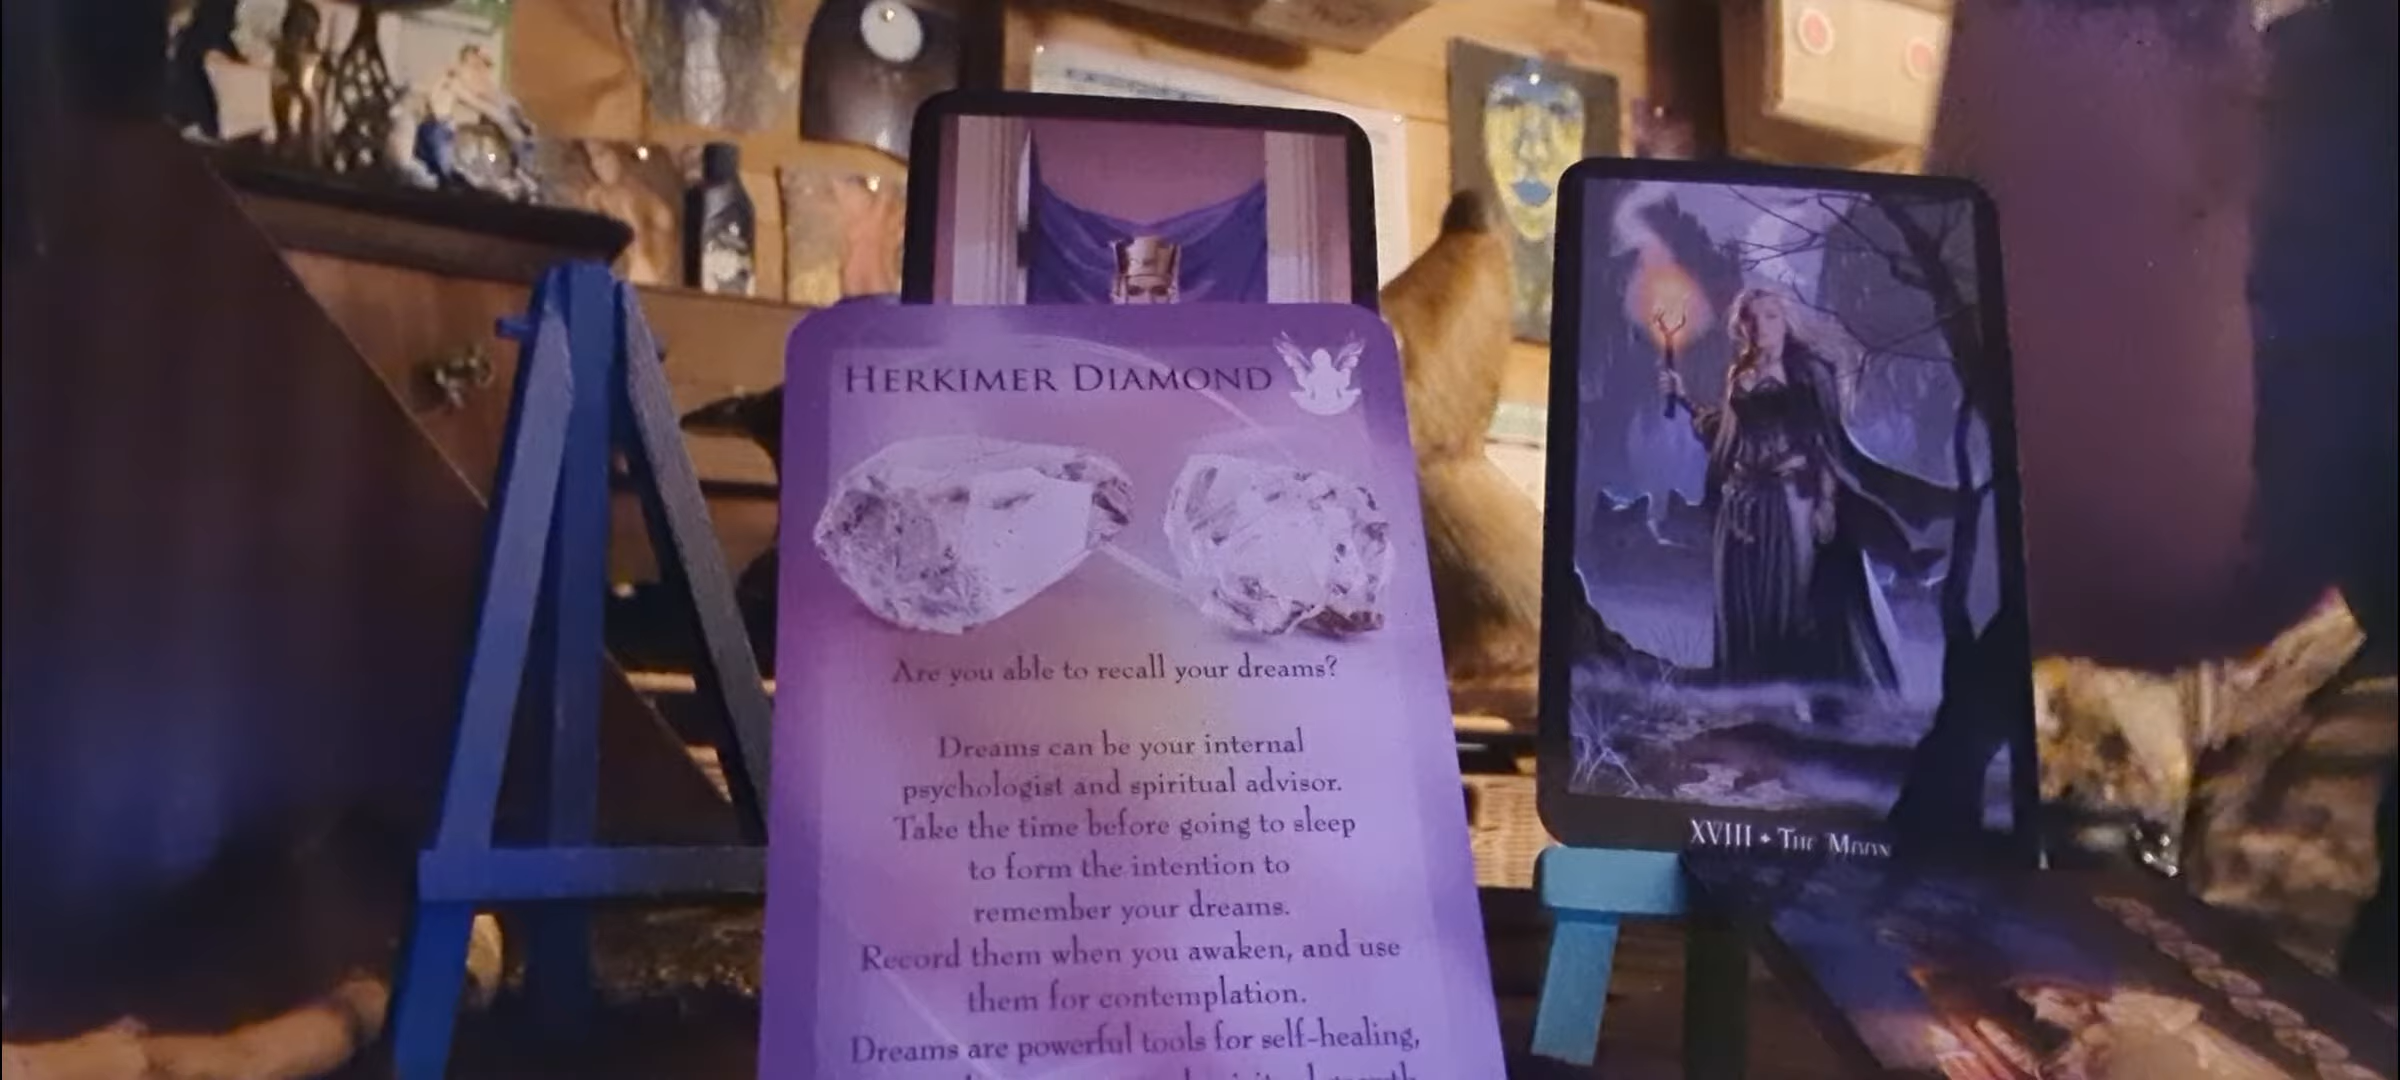 HERKIMER DIAMOND
Are you able to recall your dreams?
Dreams can be your internal
psychologist and spiritual advisor.
Take the time before going to sleep
to form the intention to
remember your dreams.
Record them when you awaken, and use
them for contemplation.
Dreams are powerful tools for self-healing,
XVIII • THE MOON